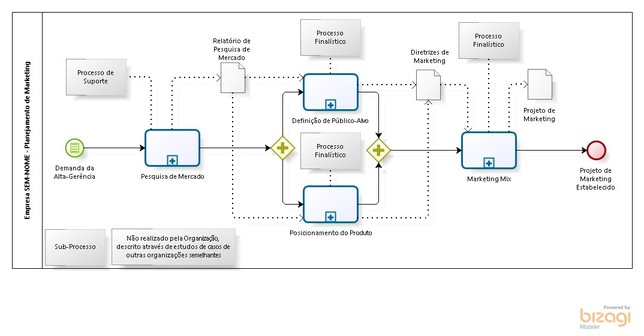 Empresa SEM-NOME - Planejamento de Marketing
Processo de
Suporte
Relatório de
Pesquisa de
Mercado
Processo
Finalístico
Diretrizes de
Marketing
Processo
Finalístico
Definição de Público-Alvo
Projeto de
Marketing
Processo
Finalístico
Demanda da
Alta-Gerência
Pesquisa de Mercado
Marketing Mix
Projeto de
Marketing
Estabelecido
Posicionamento do Produto
Sub-Processo
Não realizado pela Organização,
descrito através de estudos de casos de
outras organizações semelhantes
Powered by
bizagi
Modeler